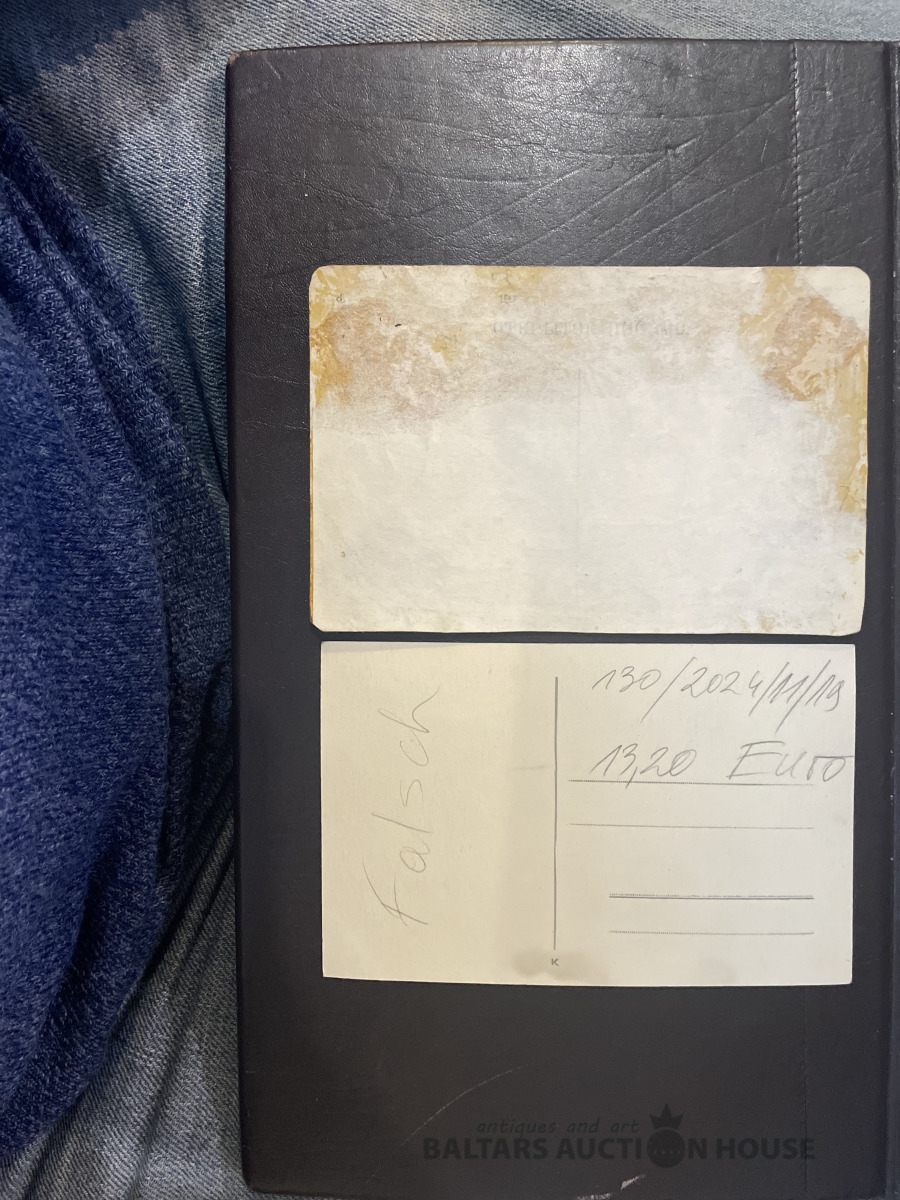 130/2024/11/19
13,20 Euro
Falsch
K
antiques and art
BALTARS AUCTION HOUSE